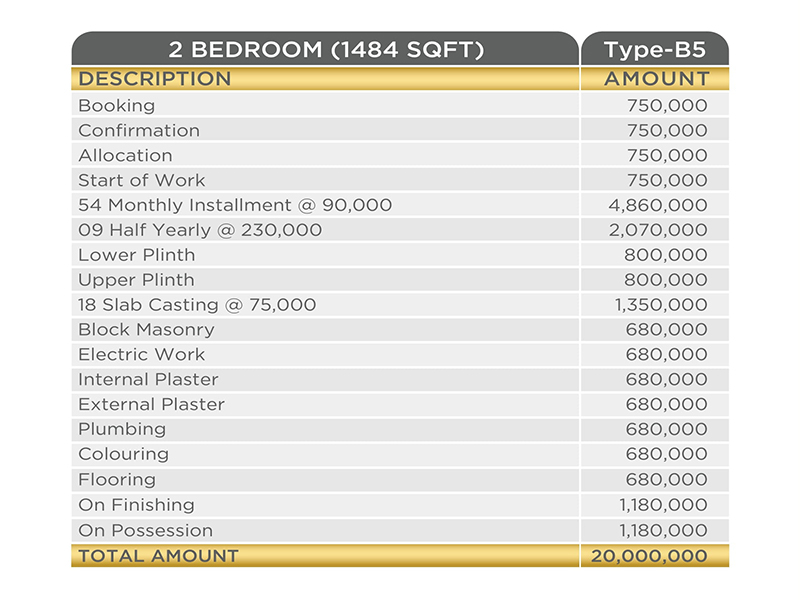 2 BEDROOM (1484 SQFT) Type-B5
DESCRIPTION AMOUNT
Booking 750,000
Confirmation 750,000
Allocation 750,000
Start of Work 750,000
54 Monthly Installment @ 90,000 4,860,000
09 Half Yearly @ 230,000 2,070,000
Lower Plinth 800,000
Upper Plinth 800,000
18 Slab Casting @ 75,000 1,350,000
Block Masonry 680,000
Electric Work 680,000
Internal Plaster 680,000
External Plaster 680,000
Plumbing 680,000
Colouring 680,000
Flooring 680,000
On Finishing 1,180,000
On Possession 1,180,000
TOTAL AMOUNT 20,000,000